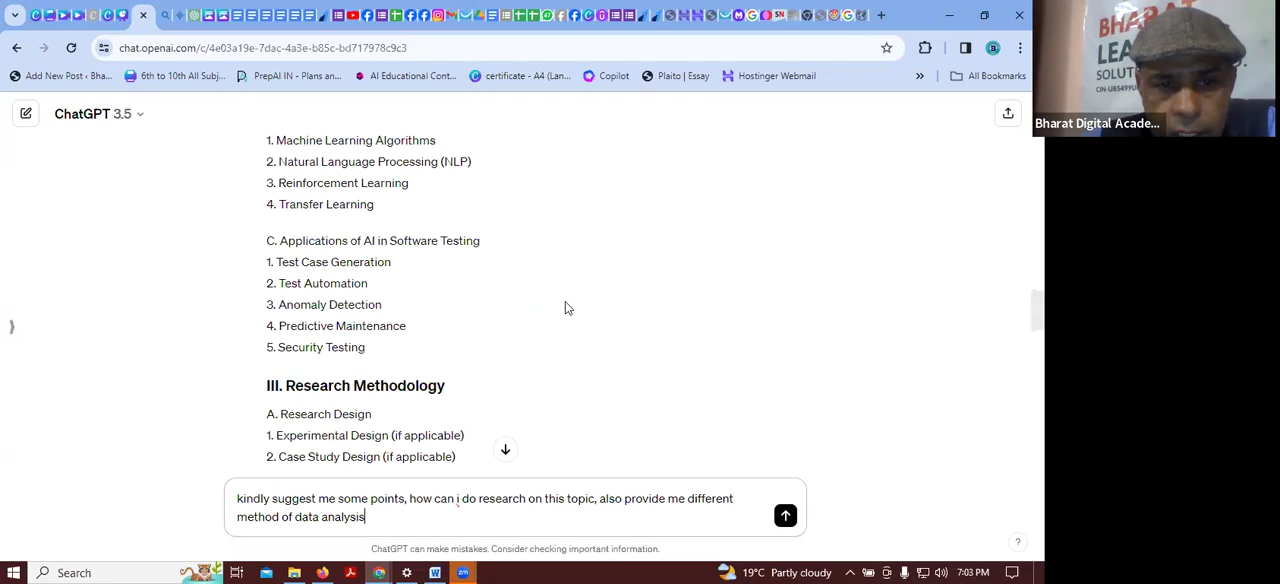 BHARAT
LEA
SOLUT
chat.openai.com/c/4e03a19e-7dac-4a3e-b85c-bd717978c9c3
Add New Post ‹ Bha...
6th to 10th All Subj...
PrepAI IN - Plans an...
AI Educational Cont...
certificate - A4 (Lan...
Copilot
Plaito | Essay
Hostinger Webmail
»
All Bookmarks
ChatGPT 3.5
Bharat Digital Acade...
1. Machine Learning Algorithms
2. Natural Language Processing (NLP)
3. Reinforcement Learning
4. Transfer Learning
C. Applications of AI in Software Testing
1. Test Case Generation
2. Test Automation
3. Anomaly Detection
4. Predictive Maintenance
5. Security Testing
III. Research Methodology
A. Research Design
1. Experimental Design (if applicable)
2. Case Study Design (if applicable)
kindly suggest me some points, how can i do research on this topic, also provide me different
method of data analysis
ChatGPT can make mistakes. Consider checking important information.
?
Search
19°C Partly cloudy
7:03 PM